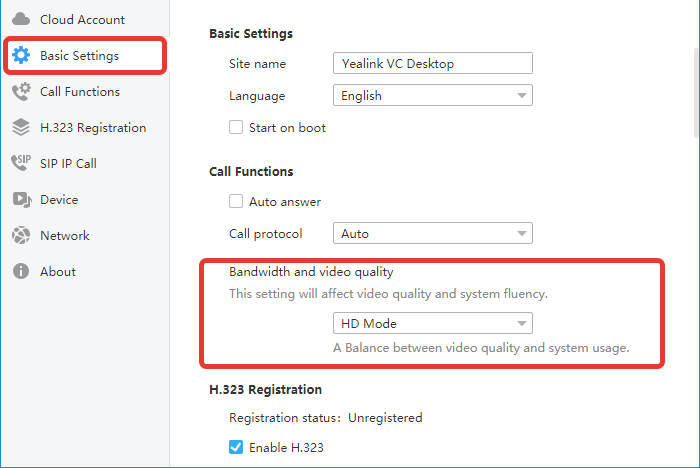 Cloud Account
Basic Settings
Call Functions
H.323 Registration
SIP SIP IP Call
Device
Network
About
Basic Settings
Site name Yealink VC Desktop
Language English
Start on boot
Call Functions
Auto answer
Call protocol Auto
Bandwidth and video quality
This setting will affect video quality and system fluency.
HD Mode
A Balance between video quality and system usage.
H.323 Registration
Registration status: Unregistered
Enable H.323